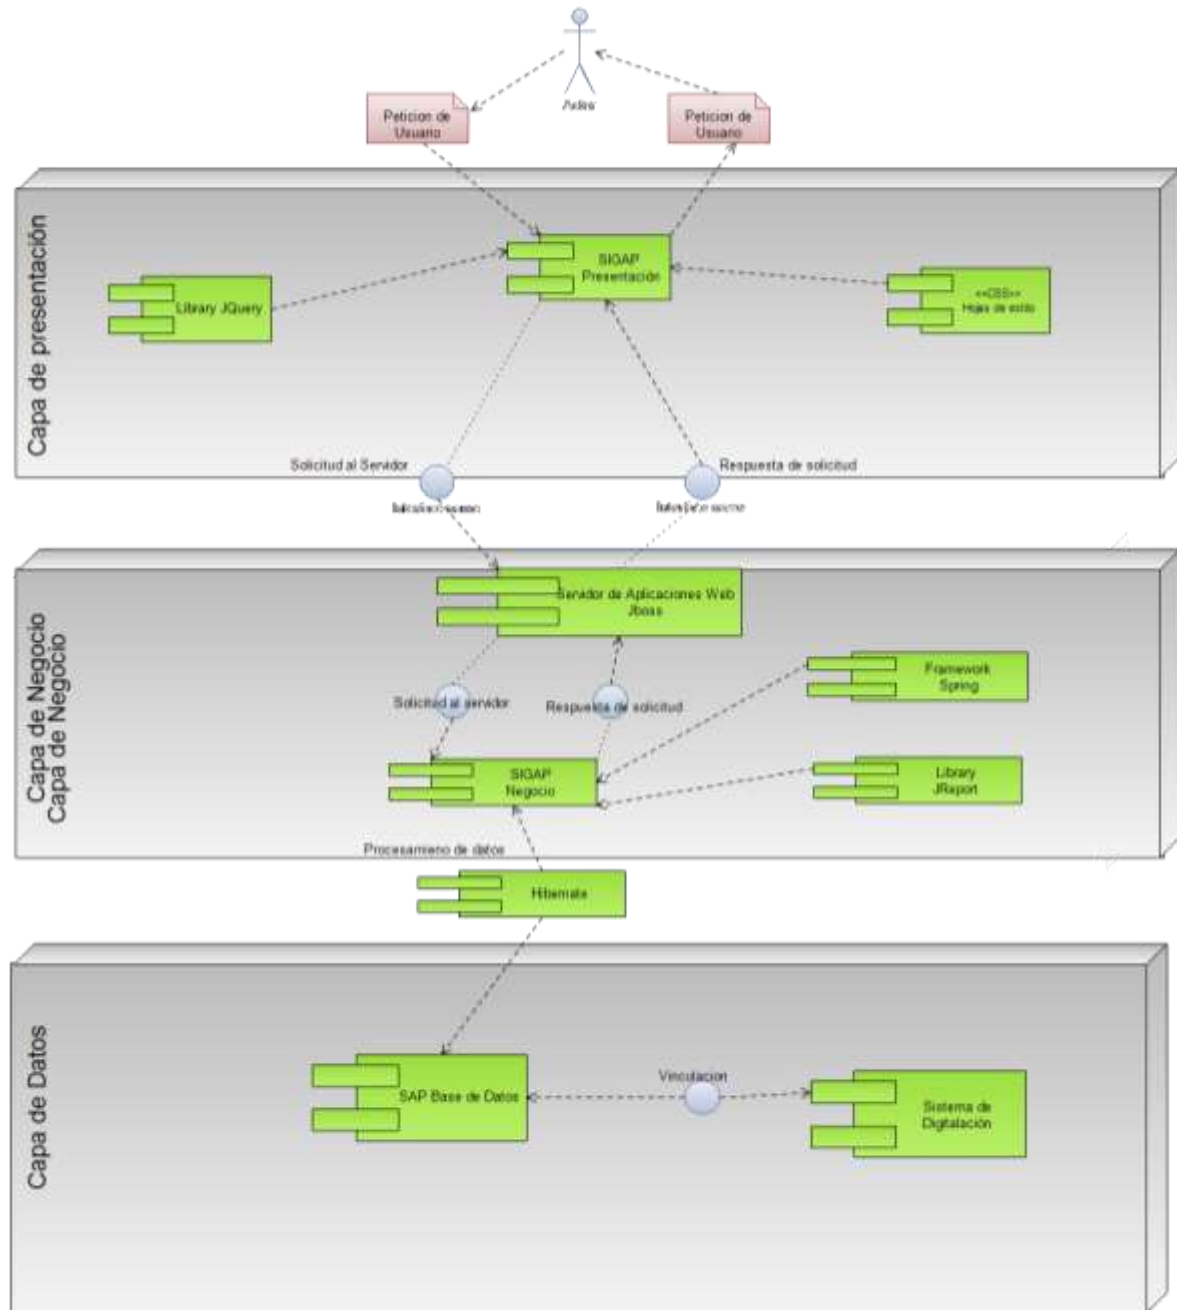 Peticion de
Usuario
Peticion de
Usuario
Capa de presentación
SIGAP
Presentación
Library JQuery
<<CSS>>
Hojas de estilo
Solicitud al Servidor
Respuesta de solicitud
Capa de Negocio
Capa de Negocio
Servidor de Aplicaciones Web
Jboss
Framework
Spring
Solicitud al servidor
Respuesta de solicitud
SIGAP
Negocio
Library
JReport
Procesamieno de datos
Hibernate
Capa de Datos
Vinculacion
SAP Base de Datos
Sistema de
Digitalación